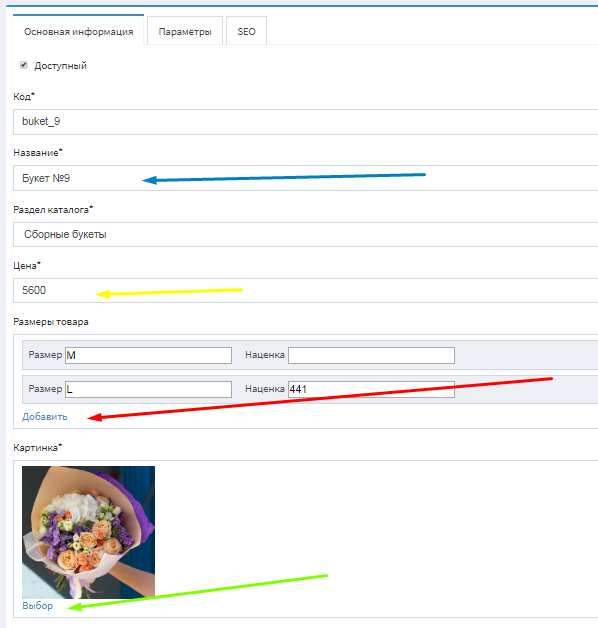 Основная информация Параметры SEO
Доступный
Код*
buket_9
Название*
Букет №9
Раздел каталога*
Сборные букеты
Цена*
5600
Размеры товара
Размер M Наценка
Размер L Наценка 441
Добавить
Картинка*
Выбор